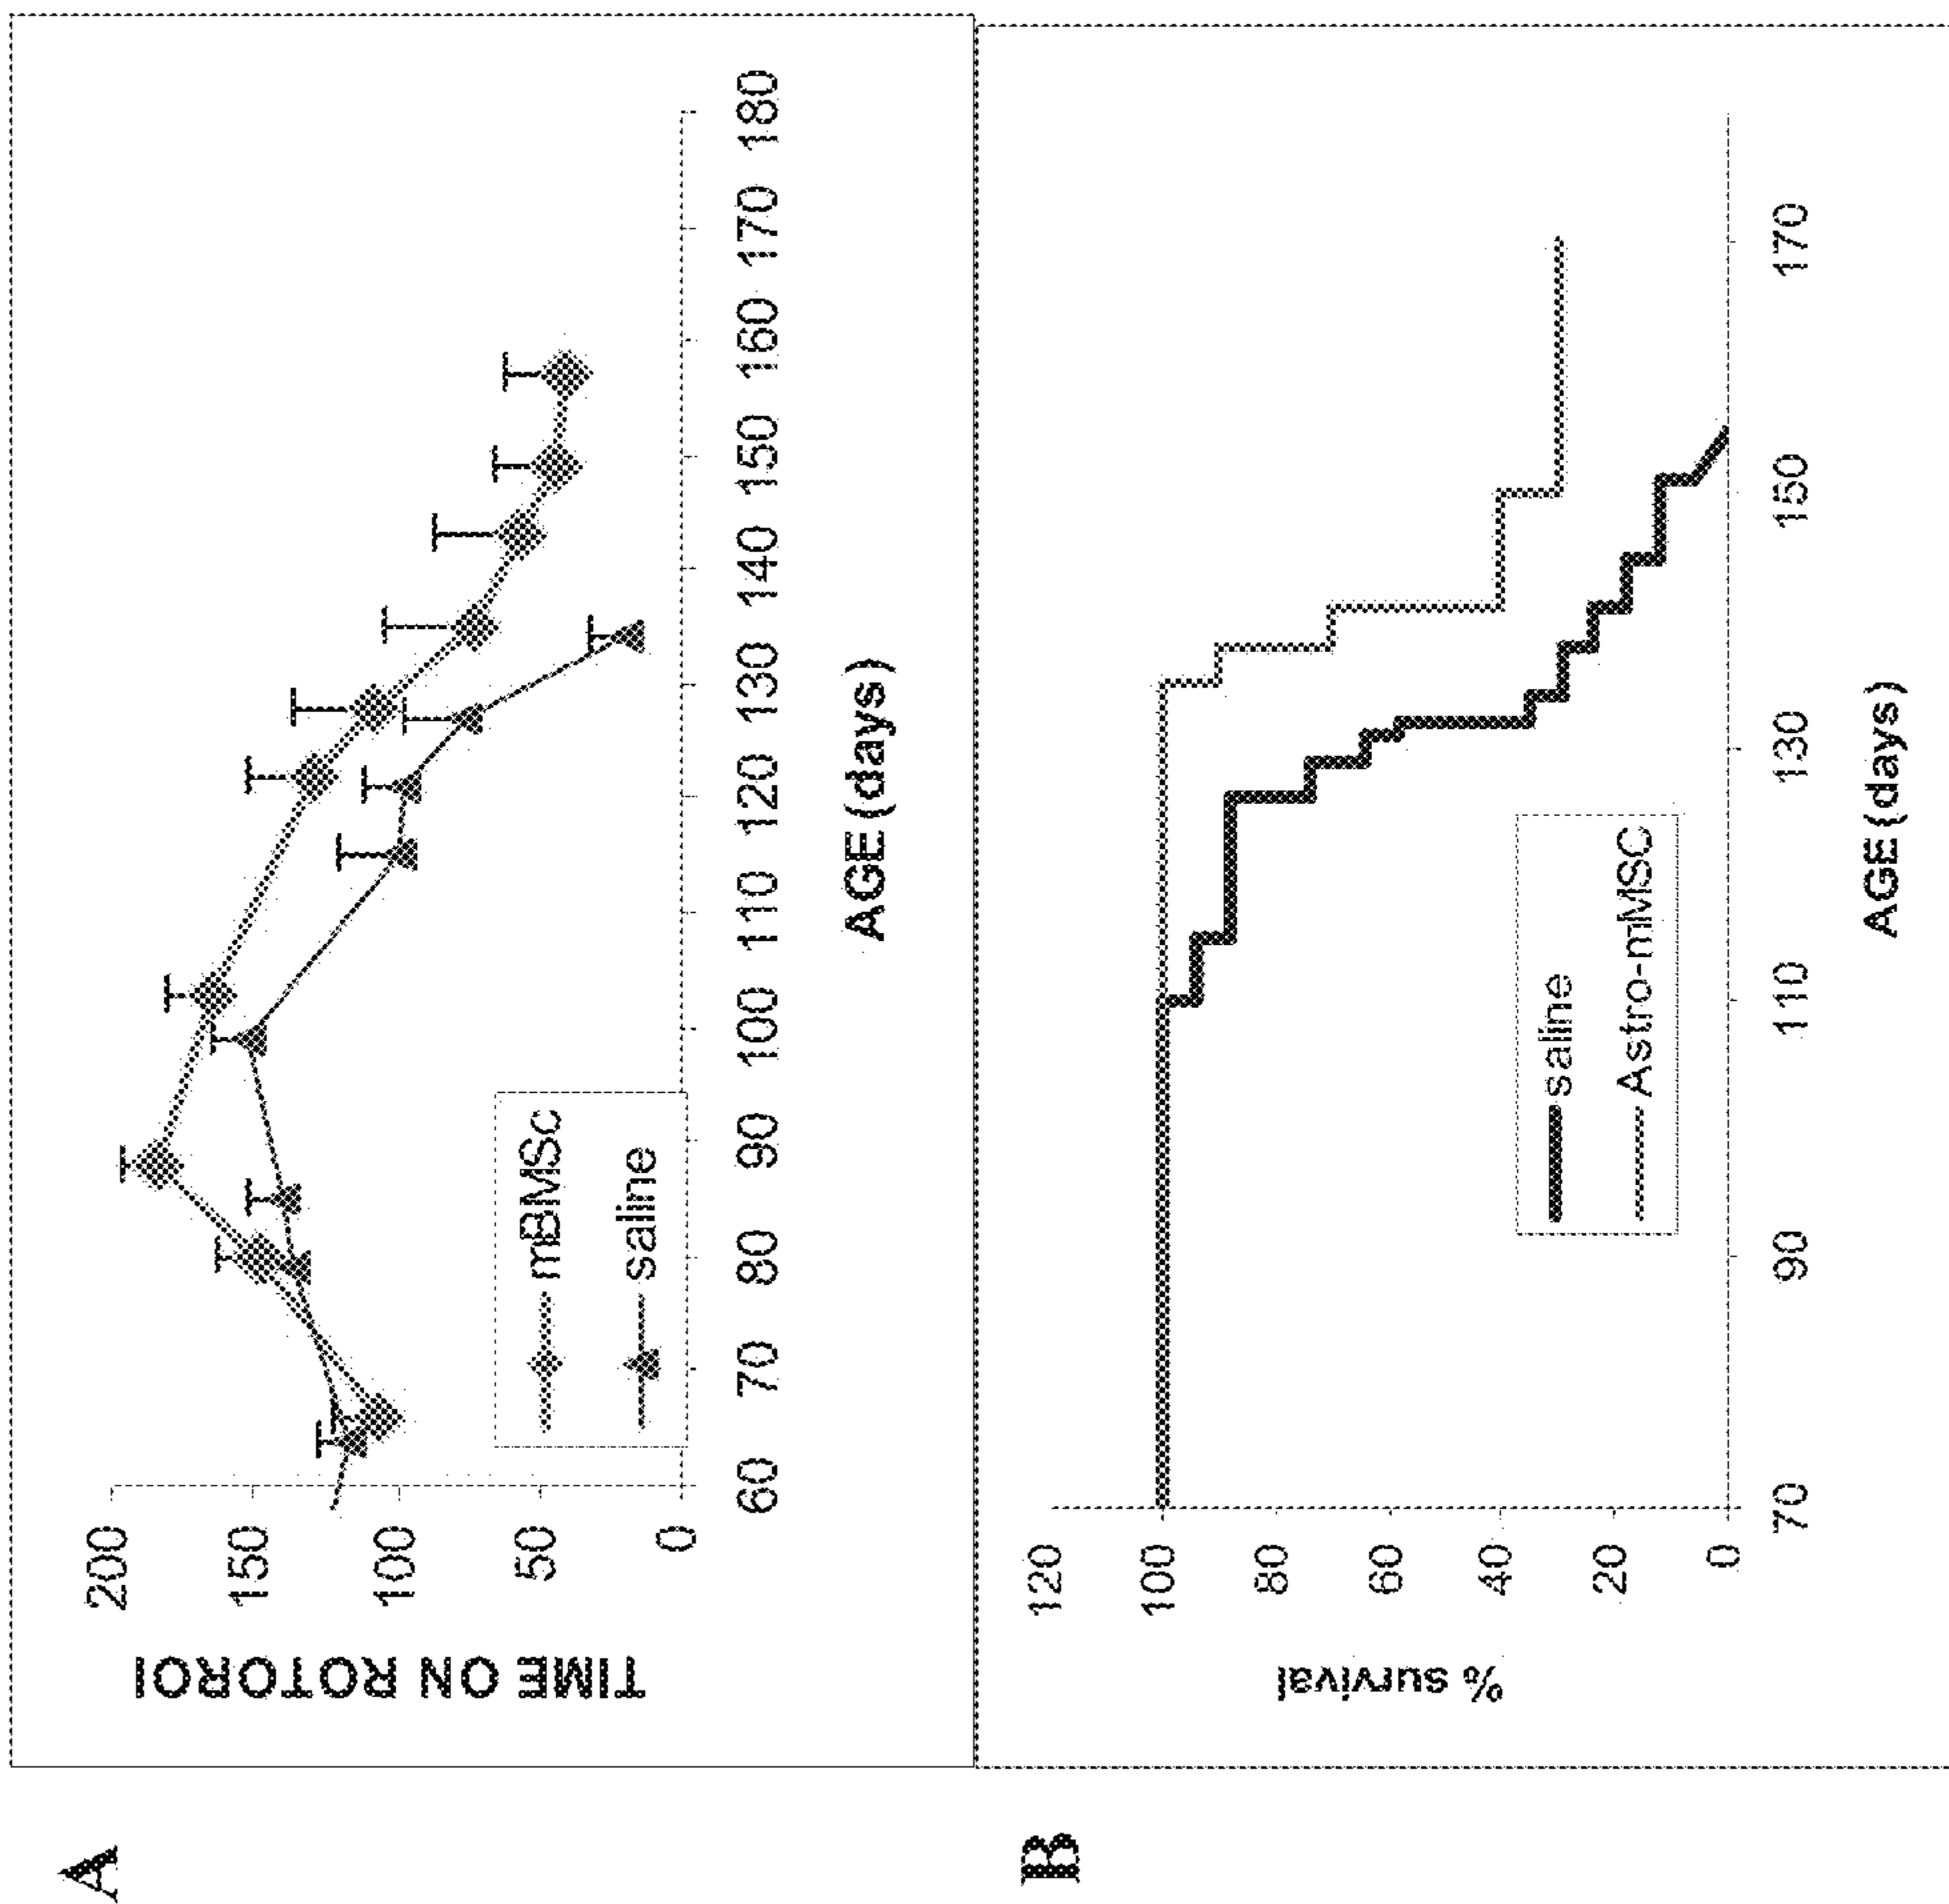 A
TIME ON ROTOROI
200
150
100
50
0
mBMSc
saline
60 70 80 90 100 110 120 130 140 150 160 170 180
AGE (days)
B
% survival
120
100
80
60
40
20
0
saline
Astro-mMSC
70 90 110 130 150 170
AGE (days)